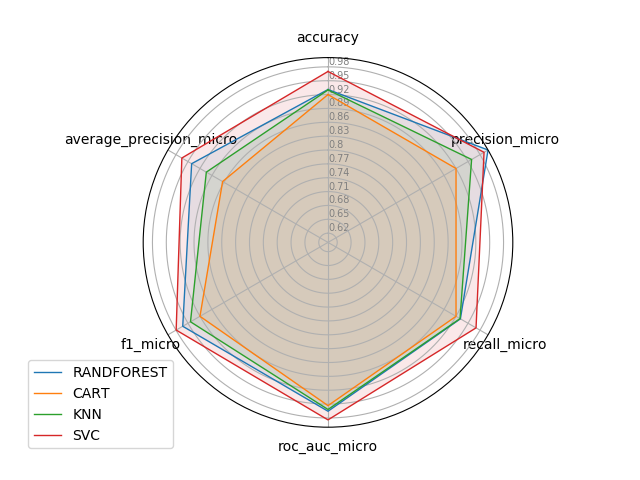 accuracy
0.98
0.95
0.92
0.89
0.86
0.83
0.8
0.77
0.74
0.71
0.68
0.65
0.62
average_precision_micro
precision_micro
f1_micro
recall_micro
roc_auc_micro
RANDFOREST
CART
KNN
SVC